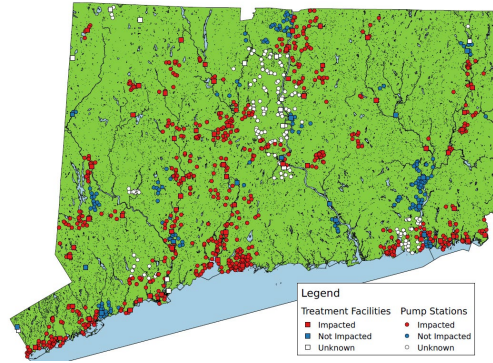 Legend
Treatment Facilities Pump Stations
Impacted Impacted
Not Impacted Not Impacted
Unknown Unknown